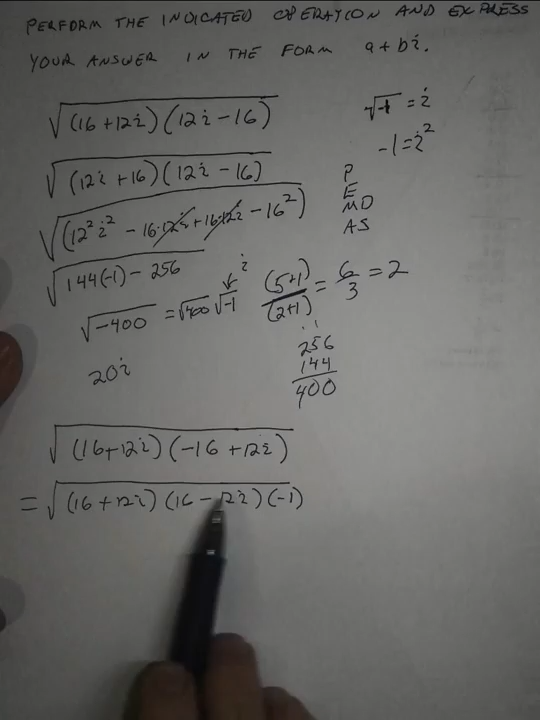 PERFORM THE INDICATED OPERATION AND EXPRESS
YOUR ANSWER IN THE FORM a + bi.
√(16+12i)(12i-16)
√-1 = i
-1 = i²
√(12i+16)(12i-16)
P
E
MD
AS
√(12² i² - 16·12i + 16·12i - 16²)
√144(-1) - 256
√-400 = √400 √-1
i
(5+1)/(2+1) = 6/3 = 2
20i
256
144
400
√(16+12i)(-16+12i)
= √(16+12i)(16-12i)(-1)